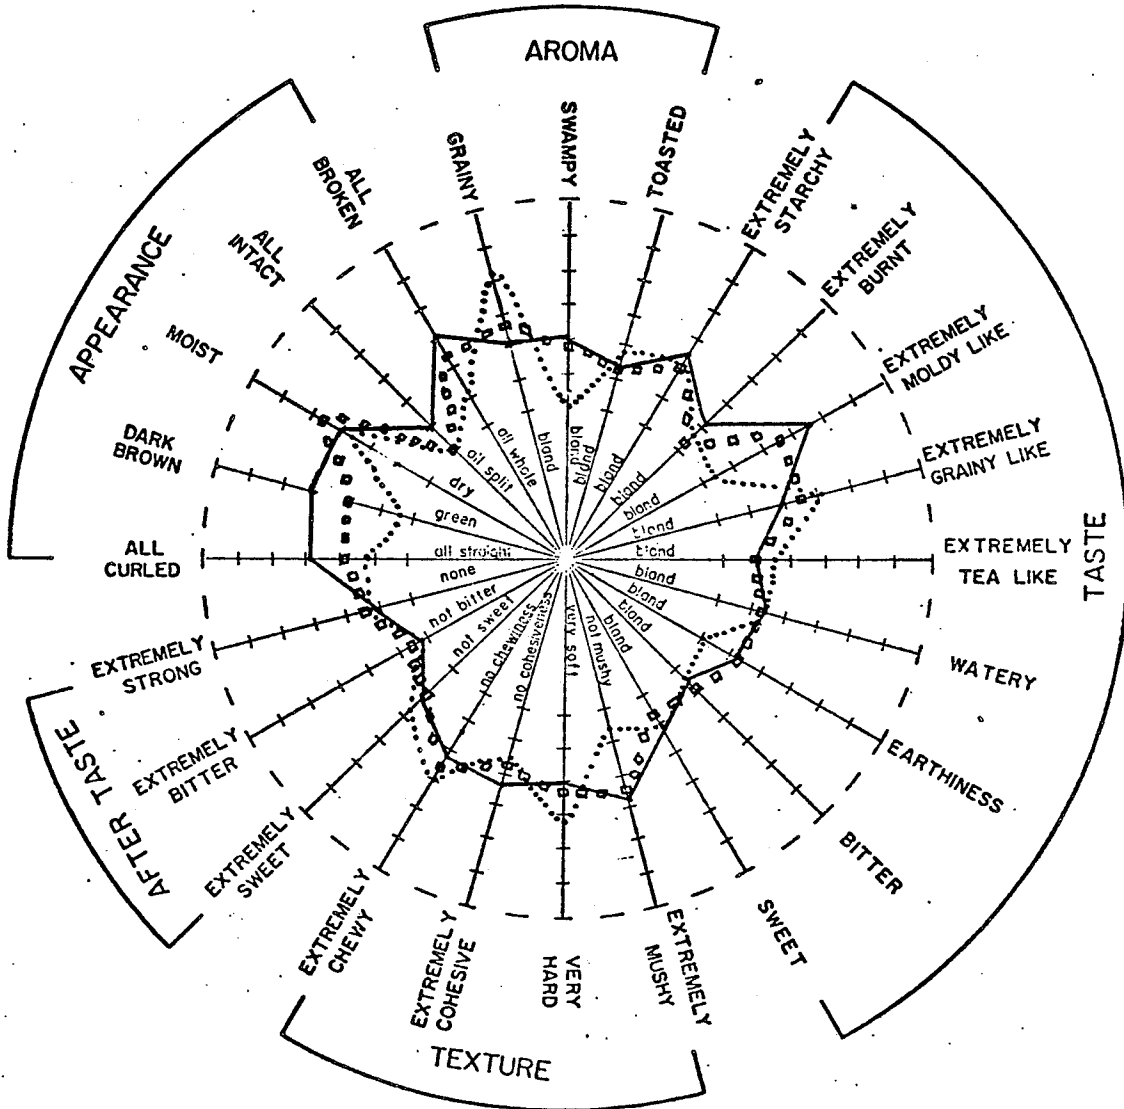 AROMA
SWAMPY
TOASTED
GRAINY
EXTREMELY
STARCHY
EXTREMELY
BURNT
EXTREMELY
MOLDY LIKE
EXTREMELY
GRAINY LIKE
EXTREMELY
TEA LIKE
TASTE
WATERY
EARTHINESS
BITTER
SWEET
EXTREMELY
MUSHY
VERY
HARD
EXTREMELY
COHESIVE
EXTREMELY
CHEWY
TEXTURE
EXTREMELY
SWEET
EXTREMELY
BITTER
EXTREMELY
STRONG
AFTER TASTE
ALL
CURLED
DARK
BROWN
MOIST
ALL
INTACT
ALL
BROKEN
APPEARANCE
bland
bland
bland
bland
bland
bland
bland
bland
bland
bland
bland
bland
not mushy
very soft
no cohesiveness
no chewiness
not sweet
not bitter
none
all straight
green
dry
all split
all whole